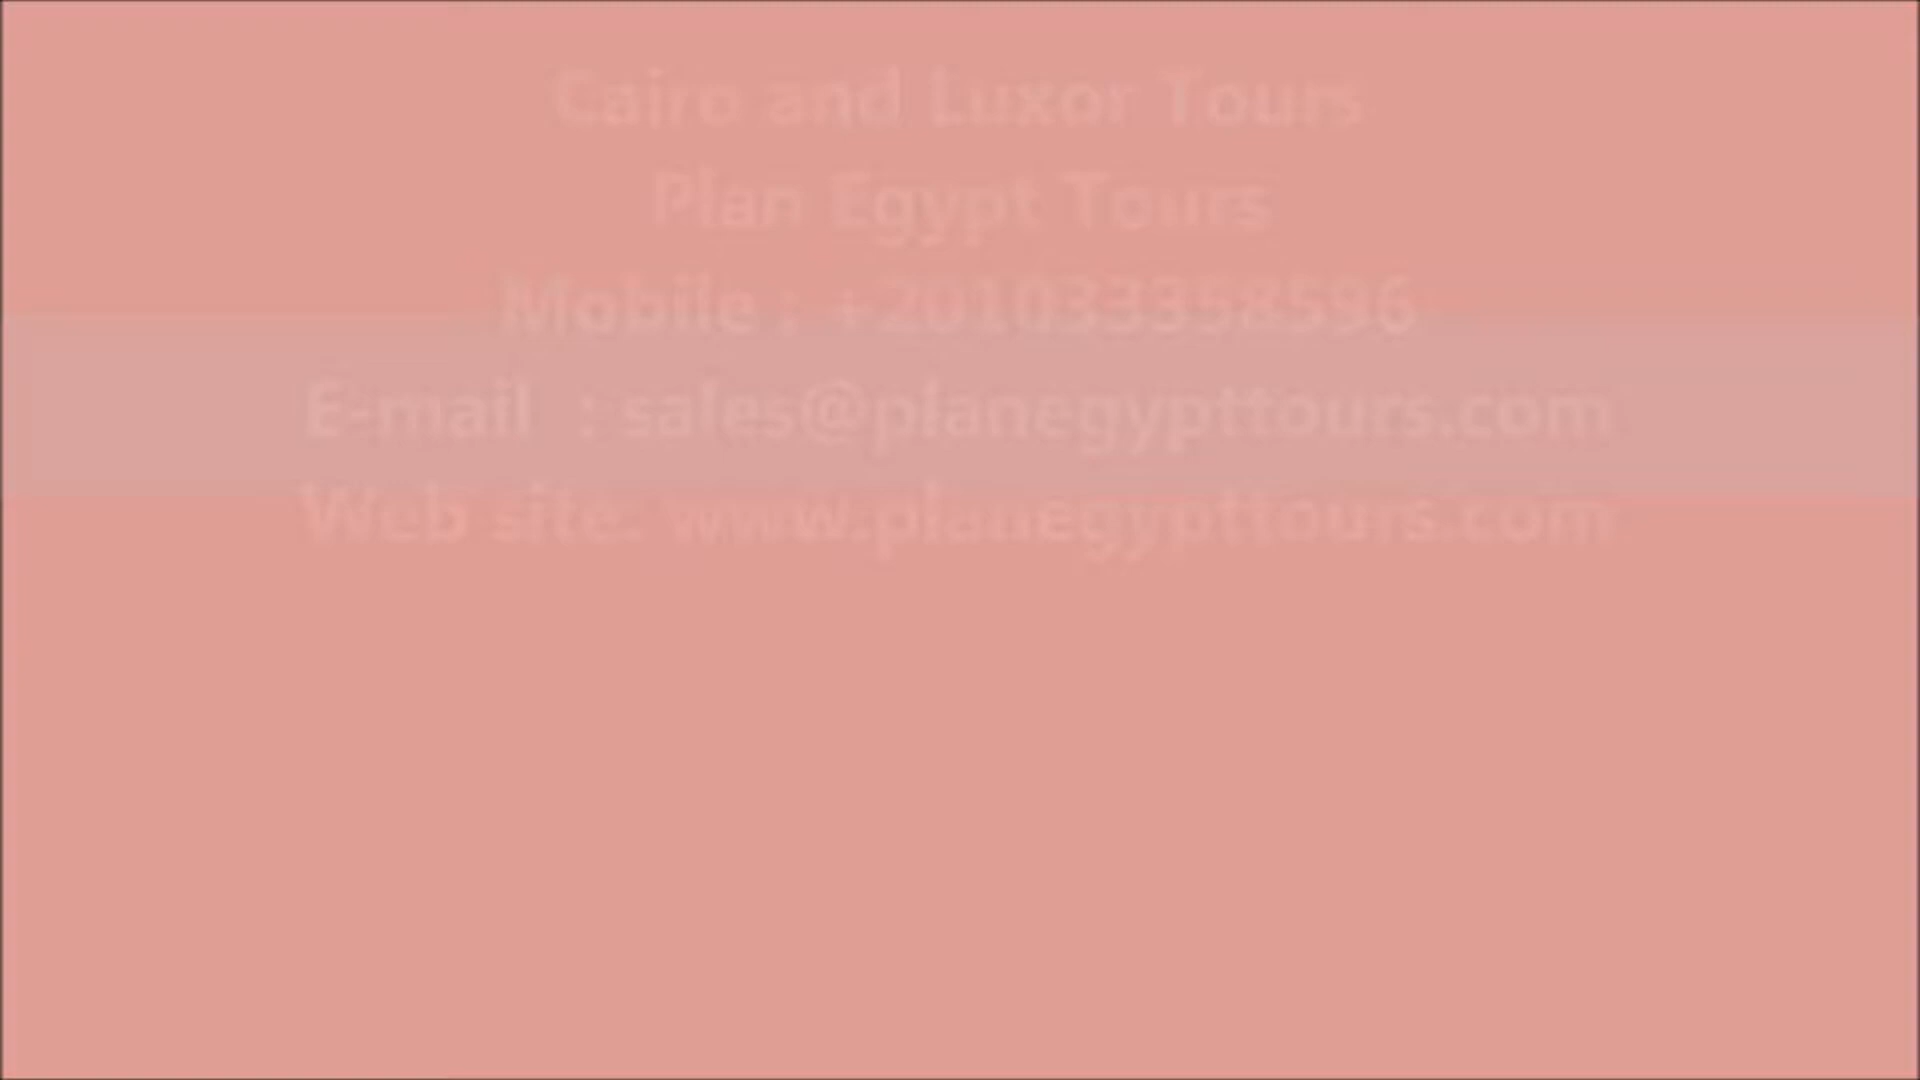 Cairo and Luxor Tours
Plan Egypt Tours
Mobile : +201033358596
E-mail : sales@planegypttours.com
Web site. www.planegypttours.com